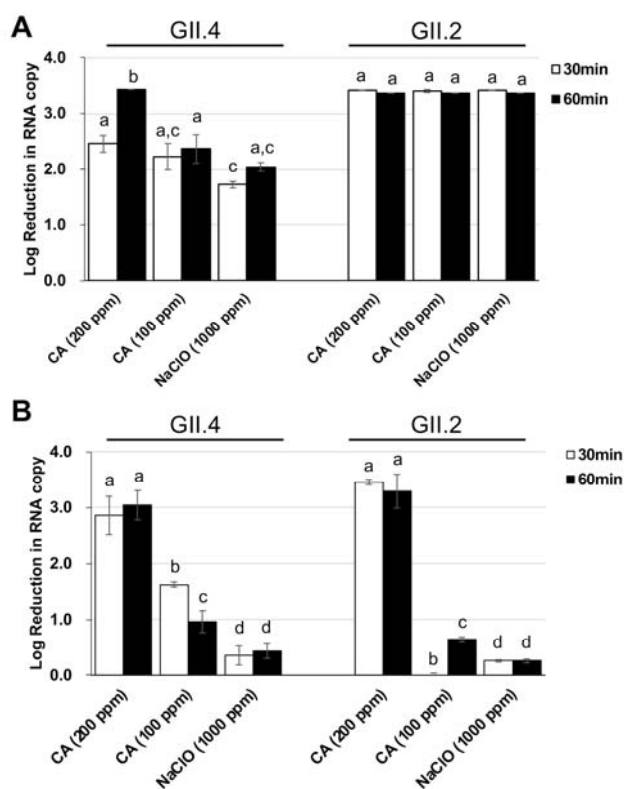 A
GII.4 GII.2
Log Reduction in RNA copy
4.0
3.0
2.0
1.0
0.0
a b a,c a c a,c a a a a a a
30min
60min
CA (200 ppm) CA (100 ppm) NaClO (1000 ppm) CA (200 ppm) CA (100 ppm) NaClO (1000 ppm)
B
GII.4 GII.2
Log Reduction in RNA copy
4.0
3.0
2.0
1.0
0.0
a a b c d d a a b c d d
30min
60min
CA (200 ppm) CA (100 ppm) NaClO (1000 ppm) CA (200 ppm) CA (100 ppm) NaClO (1000 ppm)